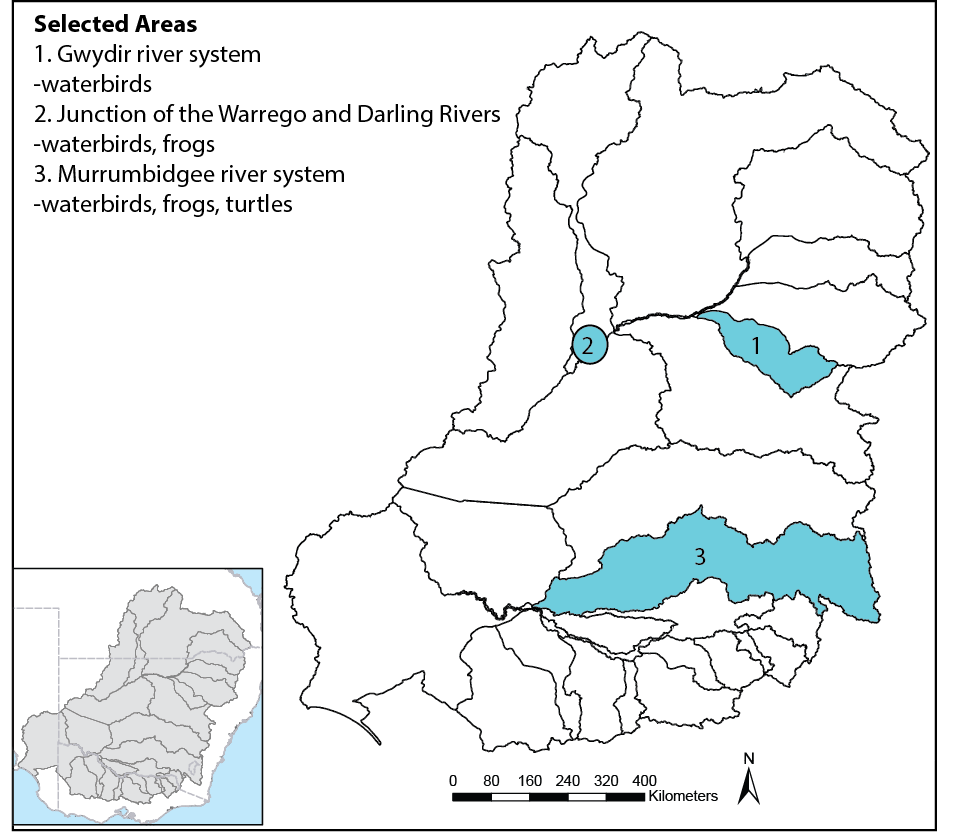 Selected Areas
1. Gwydir river system
-waterbirds
2. Junction of the Warrego and Darling Rivers
-waterbirds, frogs
3. Murrumbidgee river system
-waterbirds, frogs, turtles
2
1
3
N
0 80 160 240 320 400
Kilometers